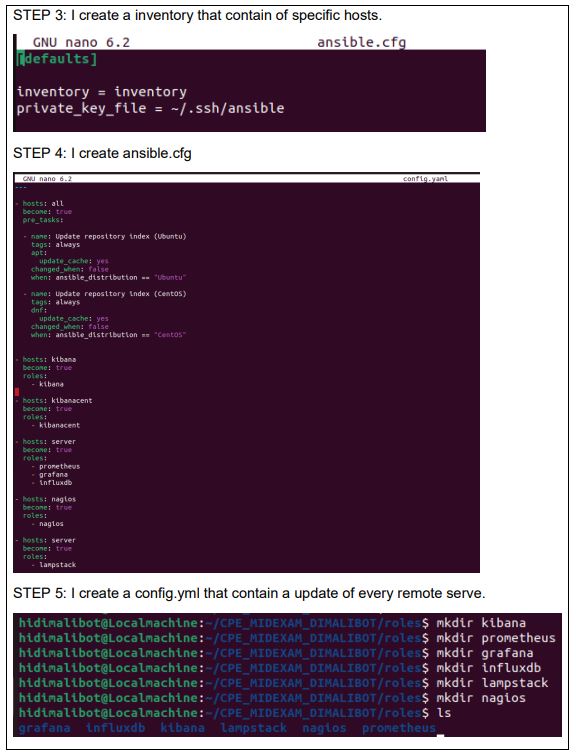 STEP 3: I create a inventory that contain of specific hosts.
GNU nano 6.2 ansible.cfg
[defaults]
inventory = inventory
private_key_file = ~/.ssh/ansible
STEP 4: I create ansible.cfg
GNU nano 6.2 config.yaml
---
- hosts: all
become: true
pre_tasks:
- name: Update repository index (Ubuntu)
tags: always
apt:
update_cache: yes
changed_when: false
when: ansible_distribution == "Ubuntu"
- name: Update repository index (CentOS)
tags: always
dnf:
update_cache: yes
changed_when: false
when: ansible_distribution == "CentOS"
- hosts: kibana
become: true
roles:
- kibana
- hosts: kibanacent
become: true
roles:
- kibanacent
- hosts: server
become: true
roles:
- prometheus
- grafana
- influxdb
- hosts: nagios
become: true
roles:
- nagios
- hosts: server
become: true
roles:
- lampstack
STEP 5: I create a config.yml that contain a update of every remote serve.
hidimalibot@Localmachine:~/CPE_MIDEXAM_DIMALIBOT/roles$ mkdir kibana
hidimalibot@Localmachine:~/CPE_MIDEXAM_DIMALIBOT/roles$ mkdir prometheus
hidimalibot@Localmachine:~/CPE_MIDEXAM_DIMALIBOT/roles$ mkdir grafana
hidimalibot@Localmachine:~/CPE_MIDEXAM_DIMALIBOT/roles$ mkdir influxdb
hidimalibot@Localmachine:~/CPE_MIDEXAM_DIMALIBOT/roles$ mkdir lampstack
hidimalibot@Localmachine:~/CPE_MIDEXAM_DIMALIBOT/roles$ mkdir nagios
hidimalibot@Localmachine:~/CPE_MIDEXAM_DIMALIBOT/roles$ ls
grafana influxdb kibana lampstack nagios prometheus